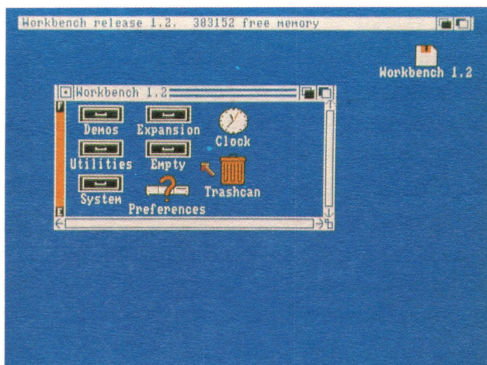 Workbench release 1.2. 383152 free memory
Workbench 1.2
Workbench 1.2
Demos Expansion Clock
Utilities Empty Trashcan
System Preferences
F
E